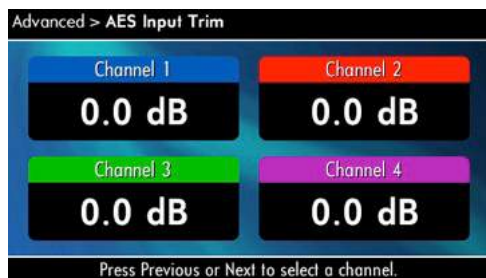 Advanced > AES Input Trim
Channel 1
Channel 2
0.0 dB
0.0 dB
Channel 3
Channel 4
0.0 dB
0.0 dB
Press Previous or Next to select a channel.